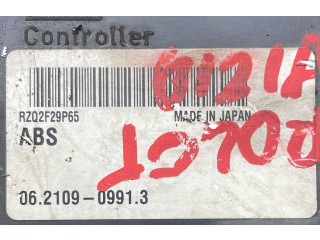 Controller
RZQ2F29P65
MADE IN JAPAN
ABS
06.2109-0991.3